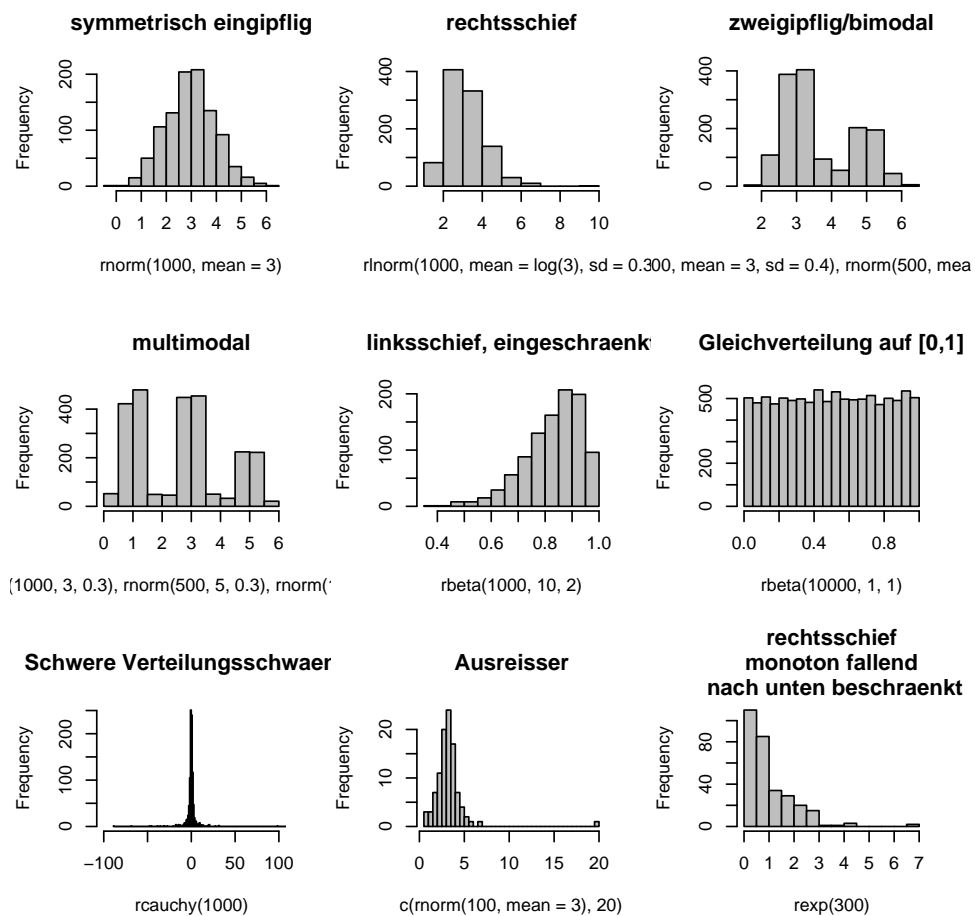 symmetrisch eingipflig
Frequency
0 100 200
0 1 2 3 4 5 6
rnorm(1000, mean = 3)
rechtsschief
Frequency
0 200 400
2 4 6 8 10
rlnorm(1000, mean = log(3), sd = 0.3
zweigipflig/bimodal
Frequency
0 200 400
2 3 4 5 6
00, mean = 3, sd = 0.4), rnorm(500, mea
multimodal
Frequency
0 200 400
0 1 2 3 4 5 6
(1000, 3, 0.3), rnorm(500, 5, 0.3), rnorm(
linksschief, eingeschraenkt
Frequency
0 100 200
0.4 0.6 0.8 1.0
rbeta(1000, 10, 2)
Gleichverteilung auf [0,1]
Frequency
0 200 500
0.0 0.4 0.8
rbeta(10000, 1, 1)
Schwere Verteilungsschwaer
Frequency
0 100 200
−100 −50 0 50 100
rcauchy(1000)
Ausreisser
Frequency
0 10 20
0 5 10 15 20
c(rnorm(100, mean = 3), 20)
rechtsschief
monoton fallend
nach unten beschraenkt
Frequency
0 40 80
0 1 2 3 4 5 6 7
rexp(300)